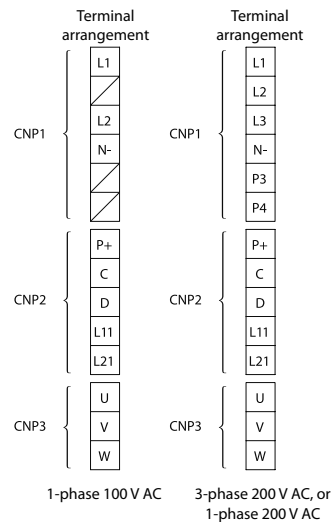 Terminal
arrangement
CNP1
L1
L2
N-
CNP2
P+
C
D
L11
L21
CNP3
U
V
W
1-phase 100 V AC
Terminal
arrangement
CNP1
L1
L2
L3
N-
P3
P4
CNP2
P+
C
D
L11
L21
CNP3
U
V
W
3-phase 200 V AC, or
1-phase 200 V AC